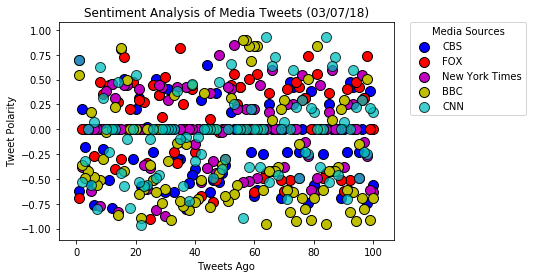 Sentiment Analysis of Media Tweets (03/07/18)
Media Sources
CBS
FOX
New York Times
BBC
CNN
Tweet Polarity
1.00
0.75
0.50
0.25
0.00
−0.25
−0.50
−0.75
−1.00
0 20 40 60 80 100
Tweets Ago